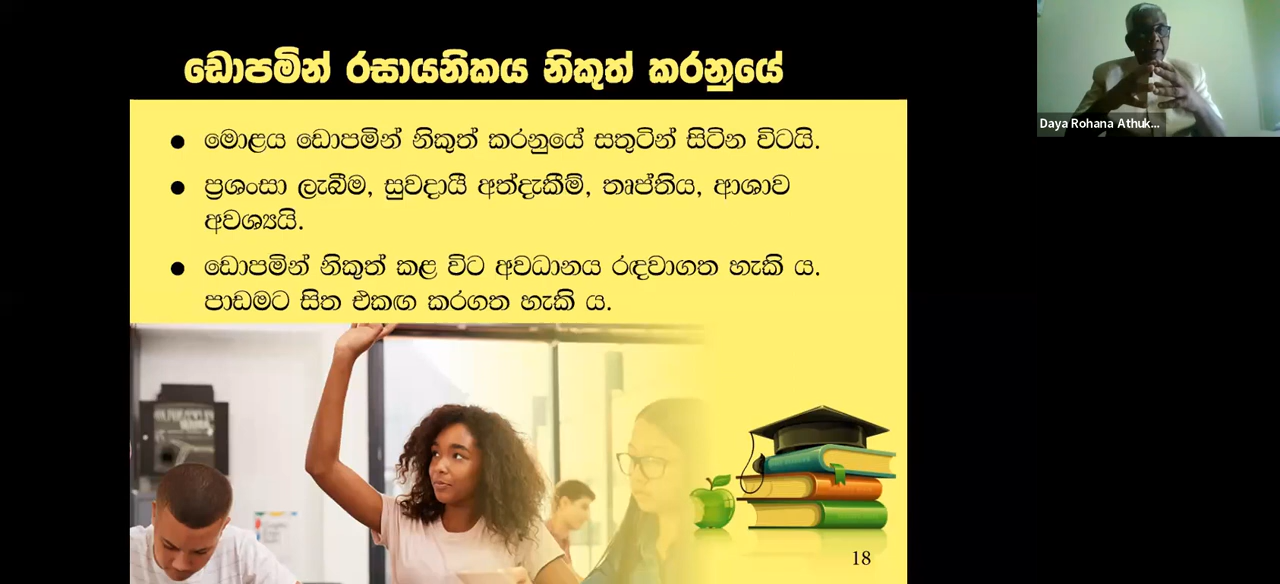 ඩොපමින් රසායනිකය නිකුත් කරනුයේ
● මොළය ඩොපමින් නිකුත් කරනුයේ සතුටින් සිටින විටයි.
● ප්‍රශංසා ලැබීම, සුවදායී අත්දැකීම්, තෘප්තිය, ආශාව
අවශ්‍යයි.
● ඩොපමින් නිකුත් කළ විට අවධානය රඳවාගත හැකි ය.
පාඩමට සිත එකඟ කරගත හැකි ය.
18
Daya Rohana Athuk...